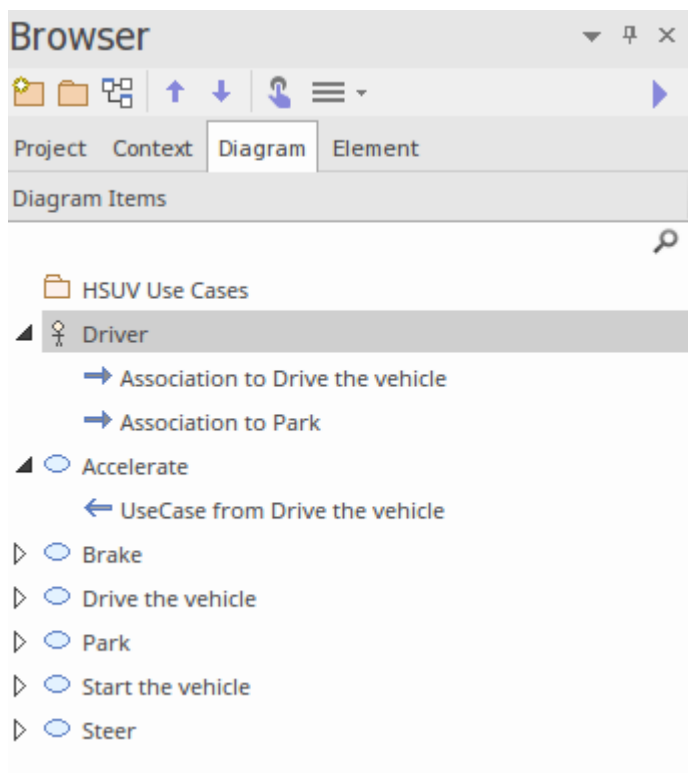 Browser
Project Context Diagram Element
Diagram Items
HSUV Use Cases
Driver
Association to Drive the vehicle
Association to Park
Accelerate
UseCase from Drive the vehicle
Brake
Drive the vehicle
Park
Start the vehicle
Steer